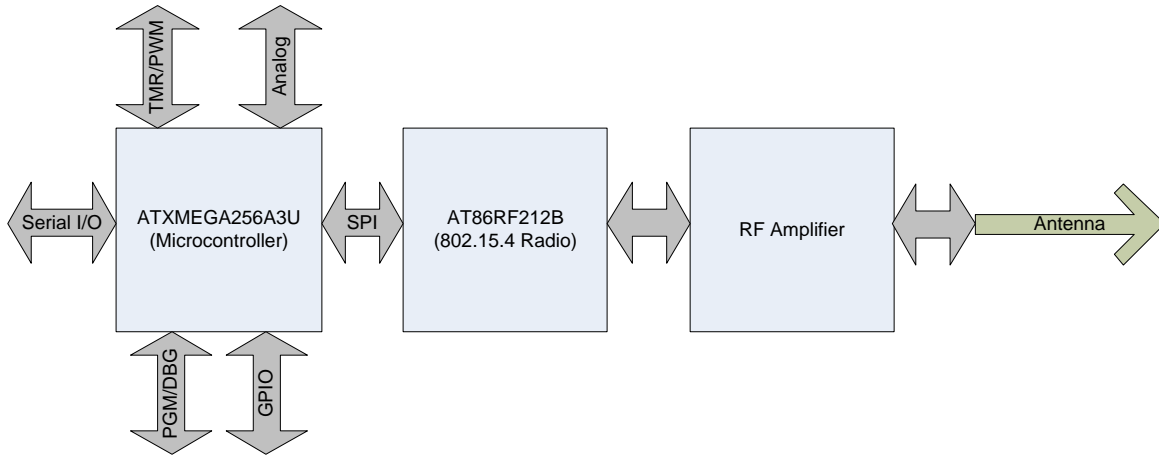 TMR/PWM
Analog
Serial I/O
ATXMEGA256A3U
(Microcontroller)
SPI
AT86RF212B
(802.15.4 Radio)
RF Amplifier
Antenna
PGM/DBG
GPIO